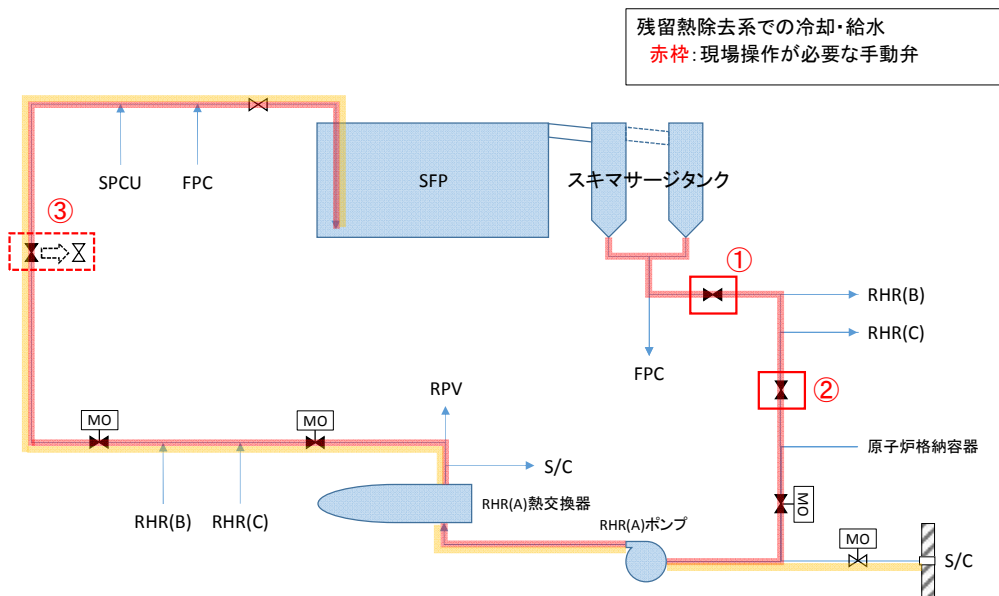 残留熱除去系での冷却・給水
赤枠:現場操作が必要な手動弁
SPCU
FPC
SFP
スキマサージタンク
③
①
RHR(B)
RHR(C)
FPC
②
RPV
MO
MO
原子炉格納容器
S/C
RHR(A)熱交換器
MO
RHR(B)
RHR(C)
RHR(A)ポンプ
MO
S/C